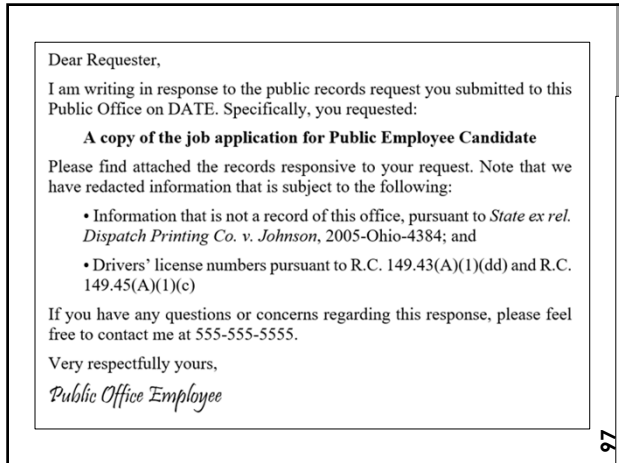 Dear Requester,
I am writing in response to the public records request you submitted to this
Public Office on DATE. Specifically, you requested:
A copy of the job application for Public Employee Candidate
Please find attached the records responsive to your request. Note that we
have redacted information that is subject to the following:
• Information that is not a record of this office, pursuant to State ex rel.
Dispatch Printing Co. v. Johnson, 2005-Ohio-4384; and
• Drivers' license numbers pursuant to R.C. 149.43(A)(1)(dd) and R.C.
149.45(A)(1)(c)
If you have any questions or concerns regarding this response, please feel
free to contact me at 555-555-5555.
Very respectfully yours,
Public Office Employee
97